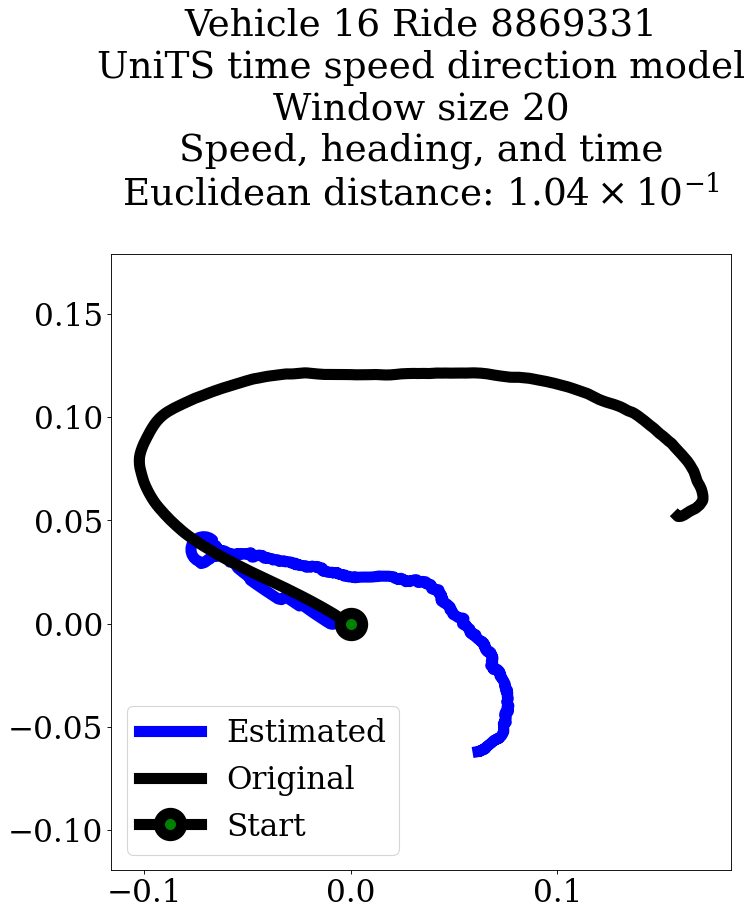 Vehicle 16 Ride 8869331
UniTS time speed direction model
Window size 20
Speed, heading, and time
Euclidean distance: 1.04 × 10⁻¹
0.15
0.10
0.05
0.00
−0.05
−0.10
Estimated
Original
Start
−0.1
0.0
0.1